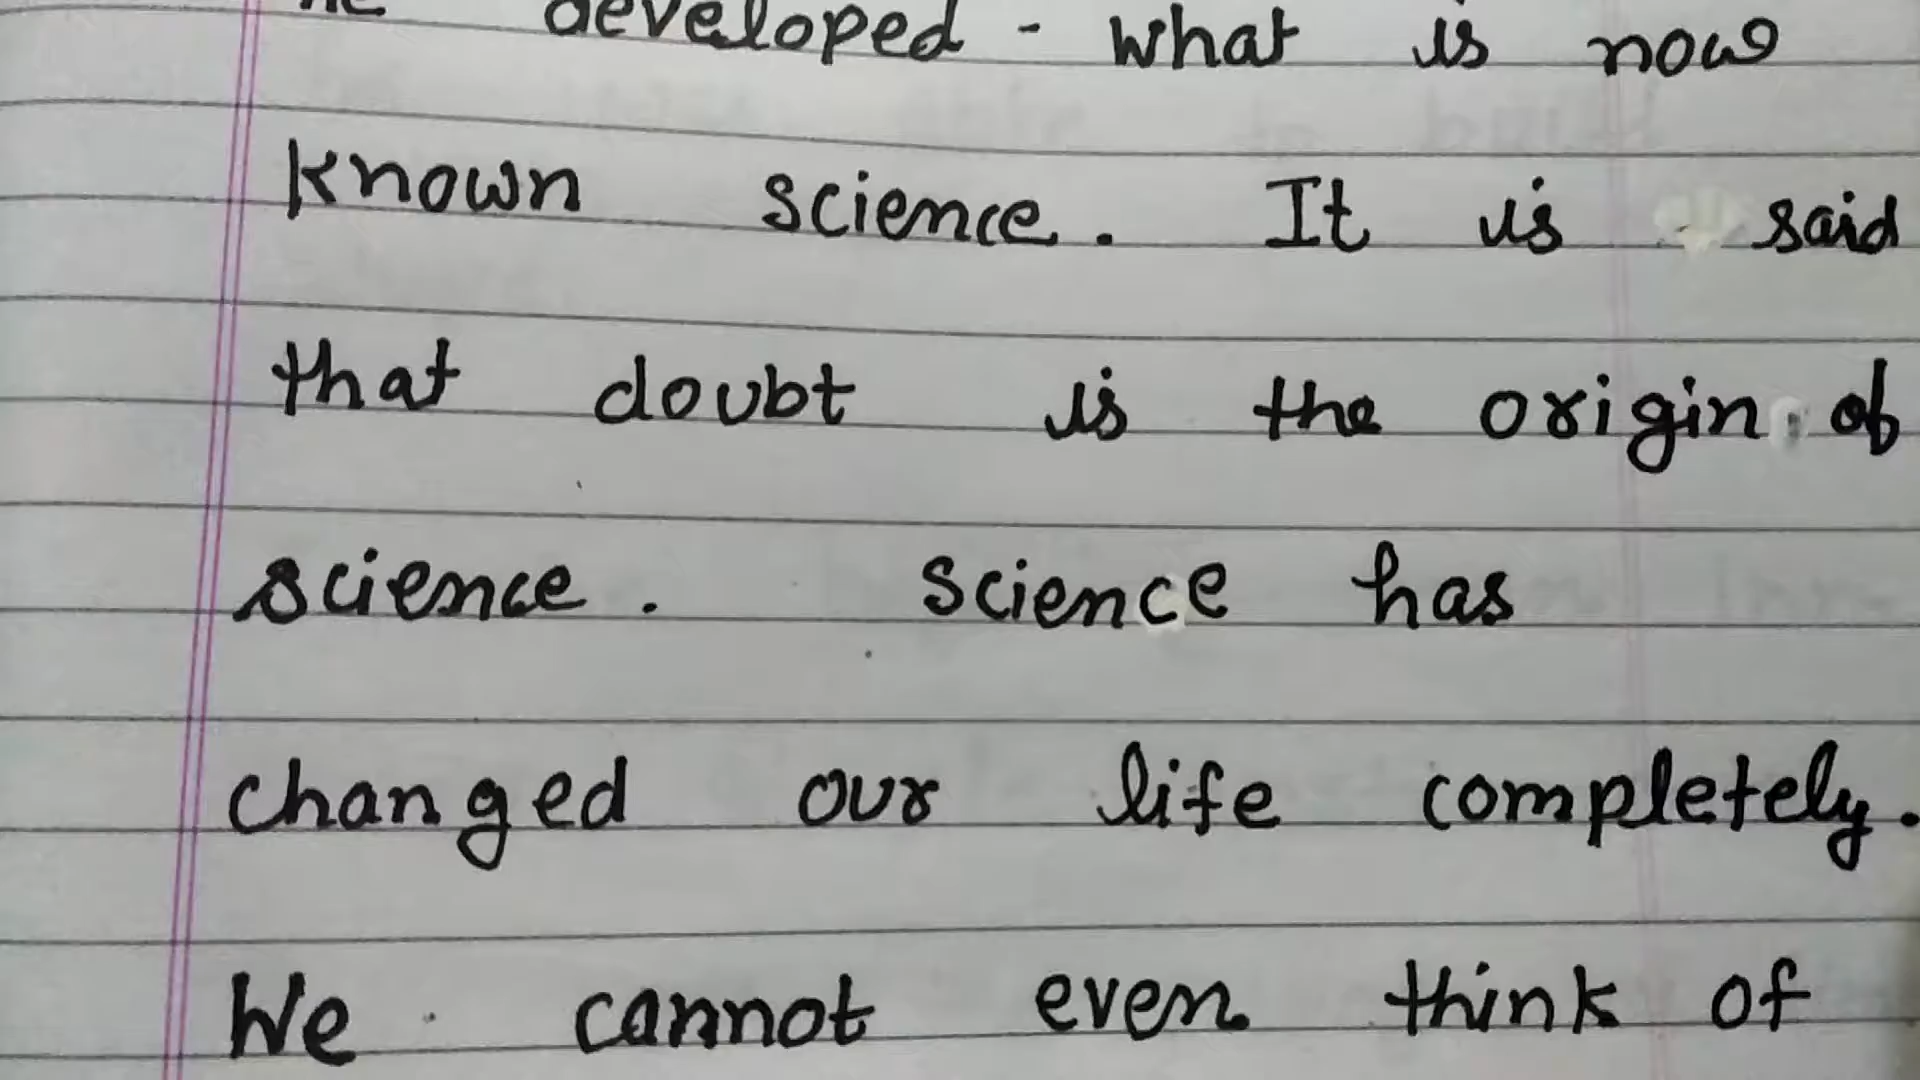 he developed - what is now
known science. It is said
that doubt is the origin of
science. Science has
changed our life completely.
We cannot even think of